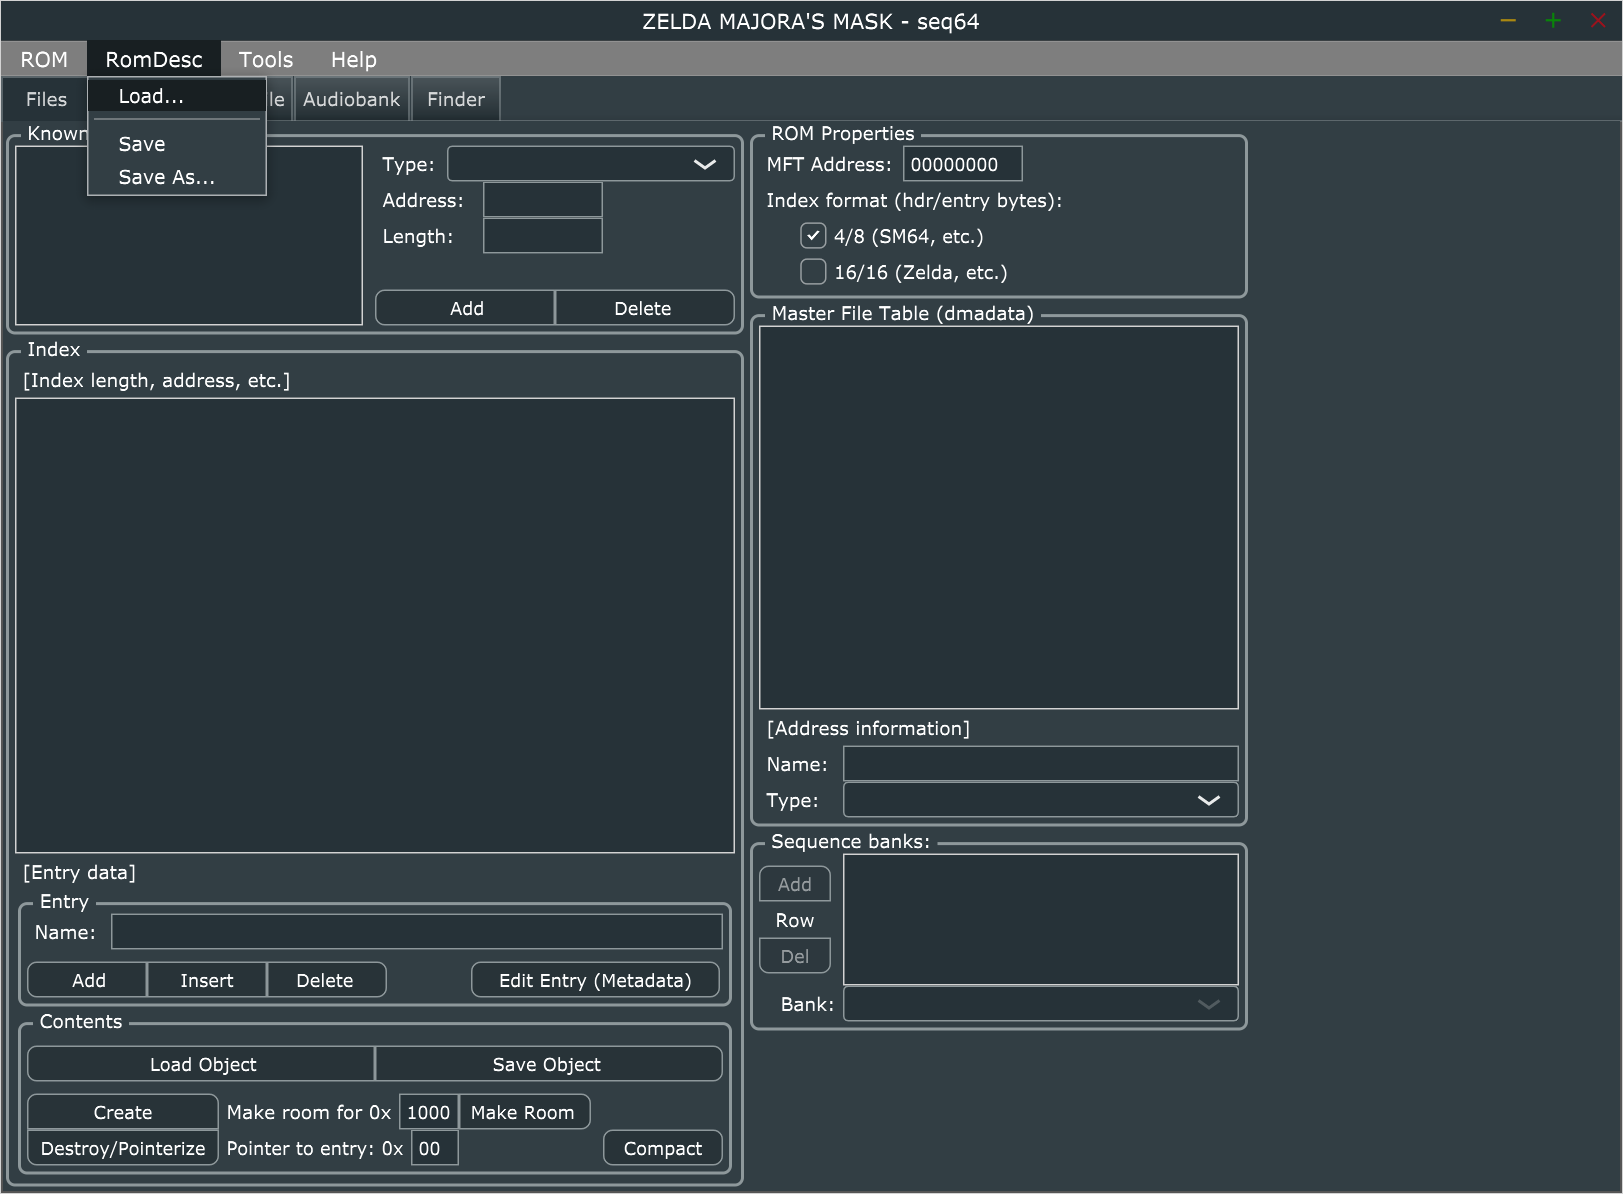 ZELDA MAJORA'S MASK - seq64
ROM RomDesc Tools Help
Files le Audiobank Finder
Load...
Save
Save As...
Known
Type:
Address:
Length:
Add Delete
ROM Properties
MFT Address: 00000000
Index format (hdr/entry bytes):
4/8 (SM64, etc.)
16/16 (Zelda, etc.)
Index
[Index length, address, etc.]
[Entry data]
Entry
Name:
Add Insert Delete Edit Entry (Metadata)
Contents
Load Object Save Object
Create Make room for 0x 1000 Make Room
Destroy/Pointerize Pointer to entry: 0x 00 Compact
Master File Table (dmadata)
[Address information]
Name:
Type:
Sequence banks:
Add
Row
Del
Bank: